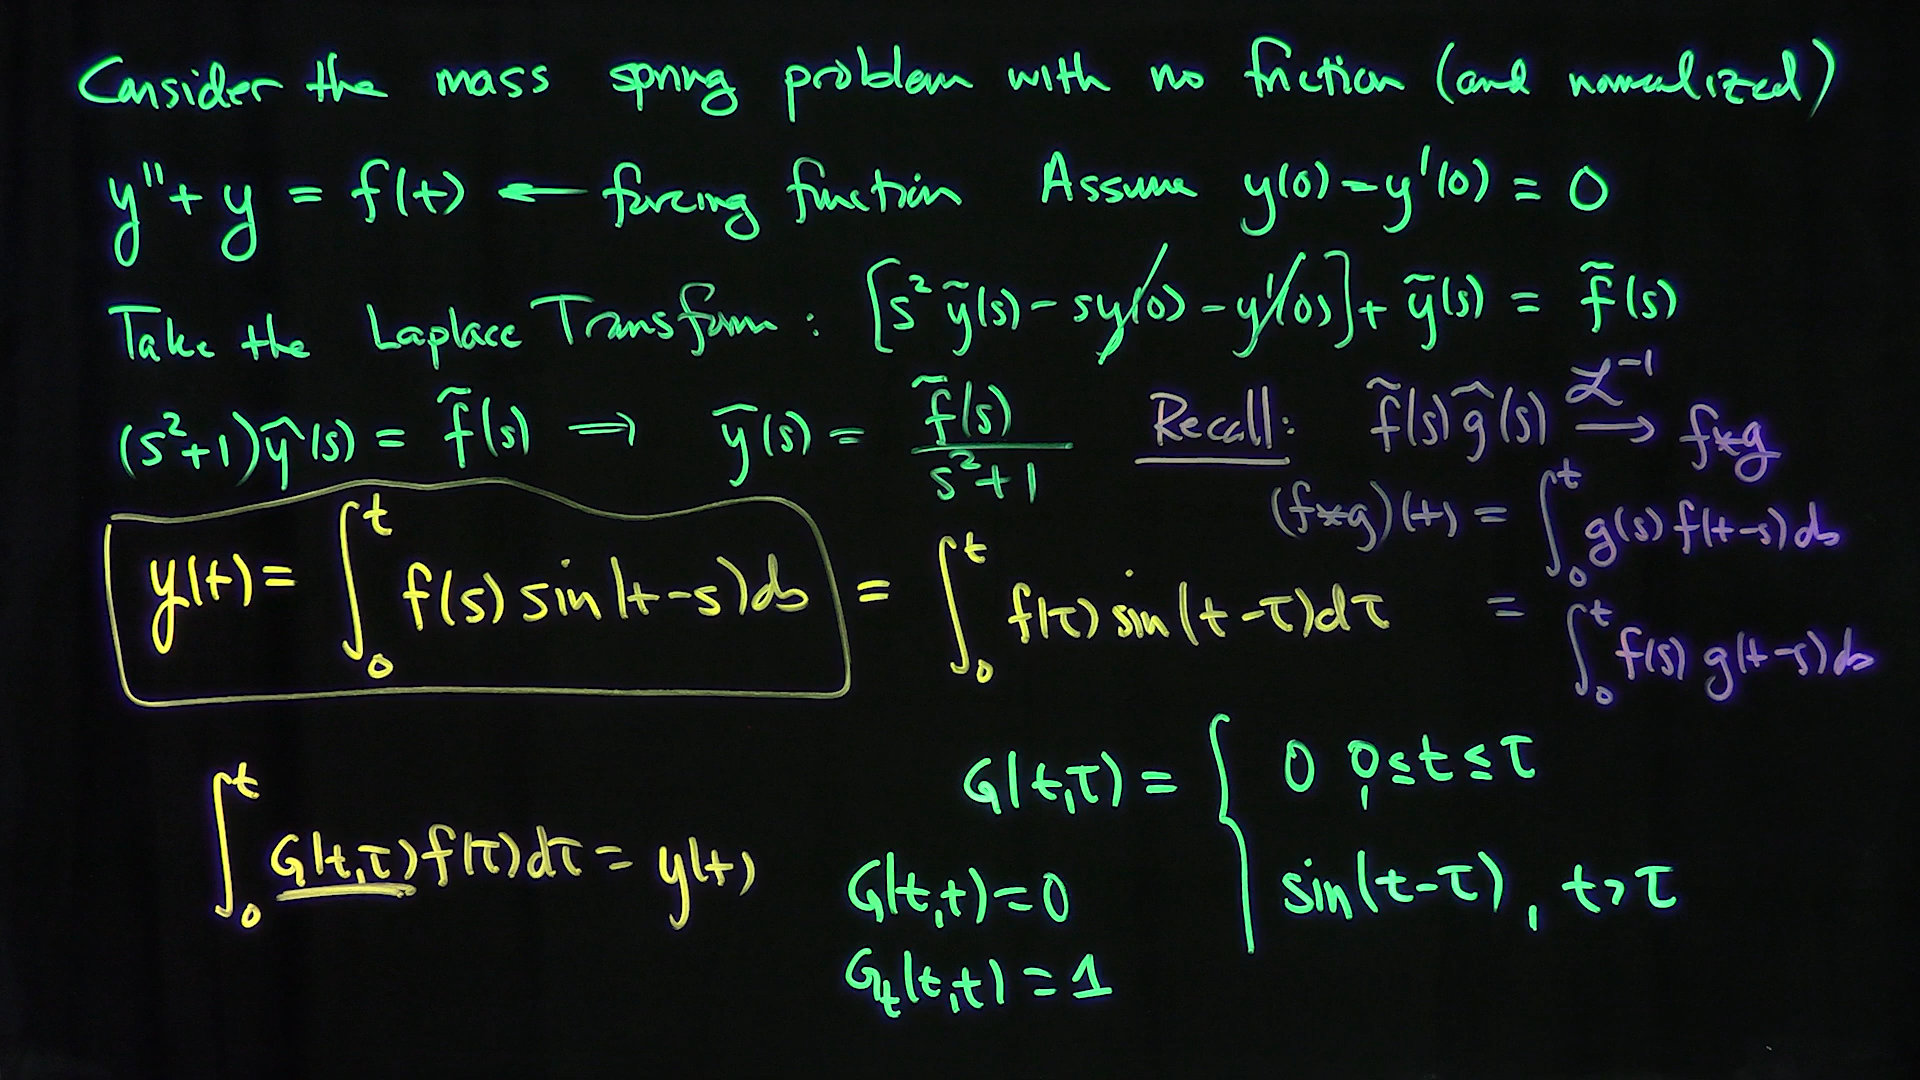 Consider the mass spring problem with no friction (and normalized)
y'' + y = f(t) ← forcing function Assume y(0) = y'(0) = 0
Take the Laplace Transform : [s² ỹ(s) - sy(0) - y'(0)] + ỹ(s) = f̃(s)
(s²+1)ỹ(s) = f̃(s) ⇒ ỹ(s) = f̃(s) / (s²+1)
Recall: f̃(s) g̃(s) ℒ⁻¹ → f*g
(f*g)(t) = ∫₀ᵗ g(s) f(t-s) ds
= ∫₀ᵗ f(s) g(t-s) ds
y(t) = ∫₀ᵗ f(s) sin(t-s) ds = ∫₀ᵗ f(τ) sin(t-τ) dτ
∫₀ᵗ G(t,τ) f(τ) dτ = y(t)
G(t,τ) = { 0, 0 ≤ t ≤ τ
sin(t-τ), t > τ
G(t,t) = 0
Gₜ(t,t) = 1